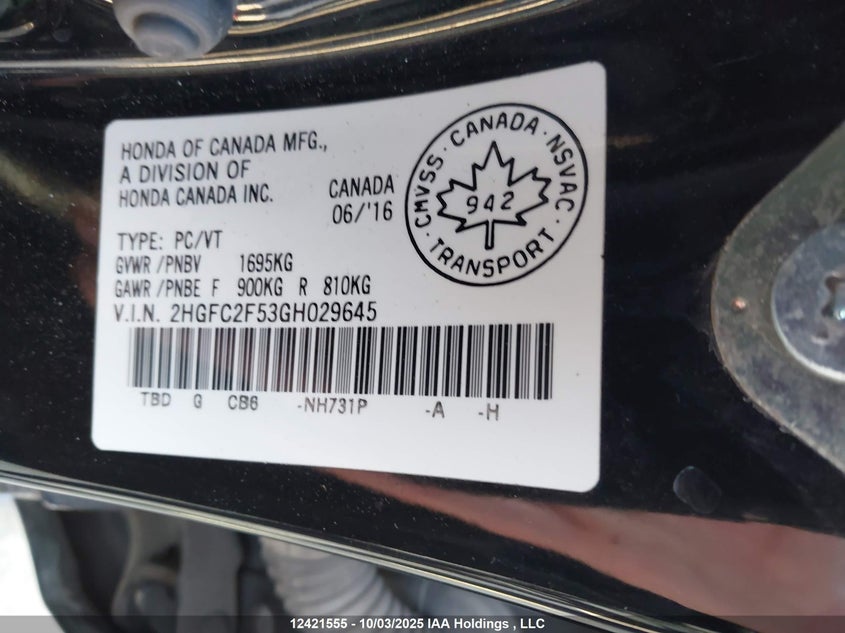 HONDA OF CANADA MFG.,
A DIVISION OF
HONDA CANADA INC.
CANADA
06/'16
CMVSS · CANADA · NSVAC · TRANSPORT ·
942
TYPE: PC/VT
GVWR /PNBV 1695KG
GAWR /PNBE F 900KG R 810KG
V.I.N. 2HGFC2F53GH029645
TBD G CB6 -NH731P -A -H
12421555 - 10/03/2025 IAA Holdings , LLC